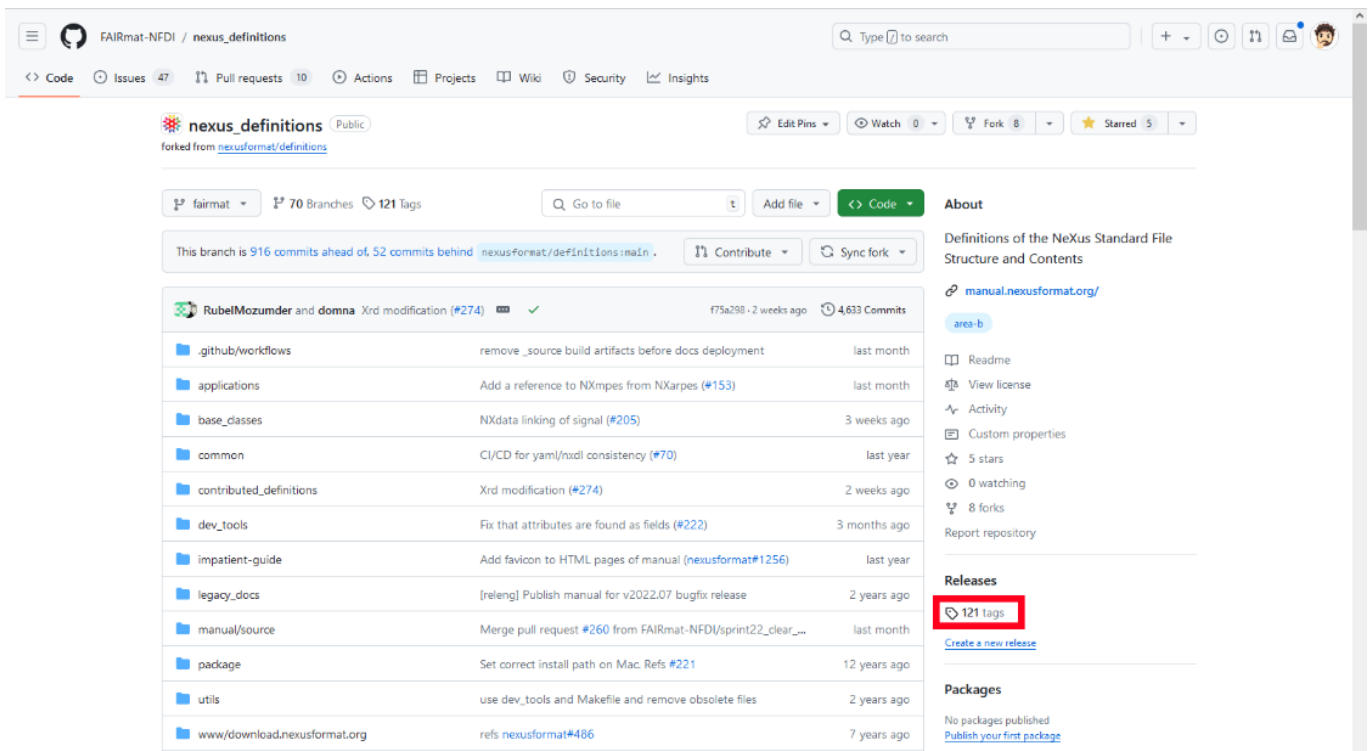 FAIRmat-NFDI / nexus_definitions
Type / to search
Code Issues 47 Pull requests 10 Actions Projects Wiki Security Insights
nexus_definitions Public
Edit Pins Watch 0 Fork 8 Starred 5
forked from nexusformat/definitions
fairmat 70 Branches 121 Tags
Go to file t
Add file
Code
This branch is 916 commits ahead of, 52 commits behind nexusformat/definitions:main .
Contribute
Sync fork
RubelMozumder and domna Xrd modification (#274)
f75a298 · 2 weeks ago 4,633 Commits
.github/workflows remove _source build artifacts before docs deployment last month
applications Add a reference to NXmpes from NXarpes (#153) last month
base_classes NXdata linking of signal (#205) 3 weeks ago
common CI/CD for yaml/nxdl consistency (#70) last year
contributed_definitions Xrd modification (#274) 2 weeks ago
dev_tools Fix that attributes are found as fields (#222) 3 months ago
impatient-guide Add favicon to HTML pages of manual (nexusformat#1256) last year
legacy_docs [releng] Publish manual for v2022.07 bugfix release 2 years ago
manual/source Merge pull request #260 from FAIRmat-NFDI/sprint22_clear_... last month
package Set correct install path on Mac. Refs #221 12 years ago
utils use dev_tools and Makefile and remove obsolete files 2 years ago
www/download.nexusformat.org refs nexusformat#486 7 years ago
About
Definitions of the NeXus Standard File
Structure and Contents
manual.nexusformat.org/
area-b
Readme
View license
Activity
Custom properties
5 stars
0 watching
8 forks
Report repository
Releases
121 tags
Create a new release
Packages
No packages published
Publish your first package